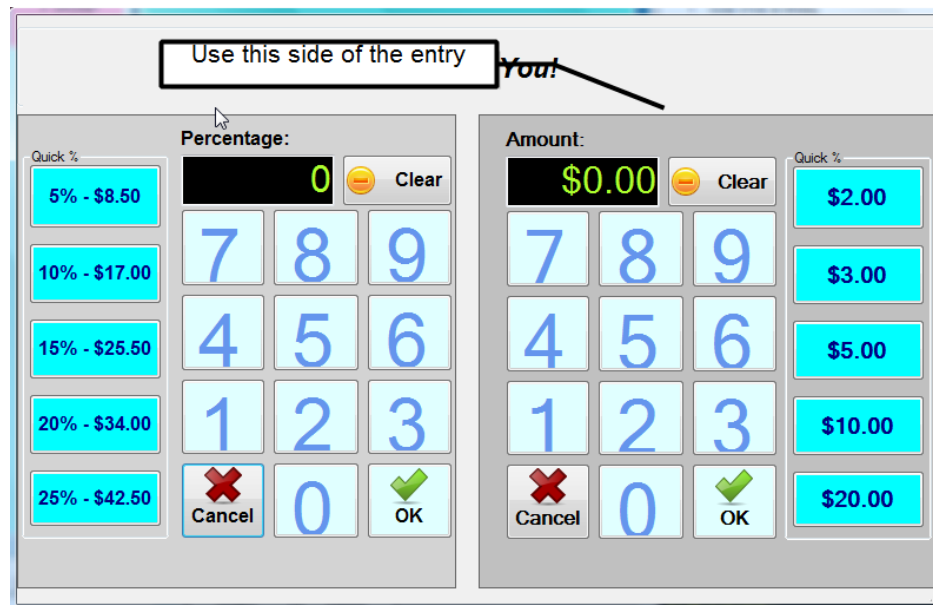 Use this side of the entry
You!
Percentage:
Quick %
0
Clear
5% - $8.50
10% - $17.00
15% - $25.50
20% - $34.00
25% - $42.50
7 8 9
4 5 6
1 2 3
Cancel 0 OK
Amount:
$0.00
Clear
Quick %
7 8 9
4 5 6
1 2 3
Cancel 0 OK
$2.00
$3.00
$5.00
$10.00
$20.00